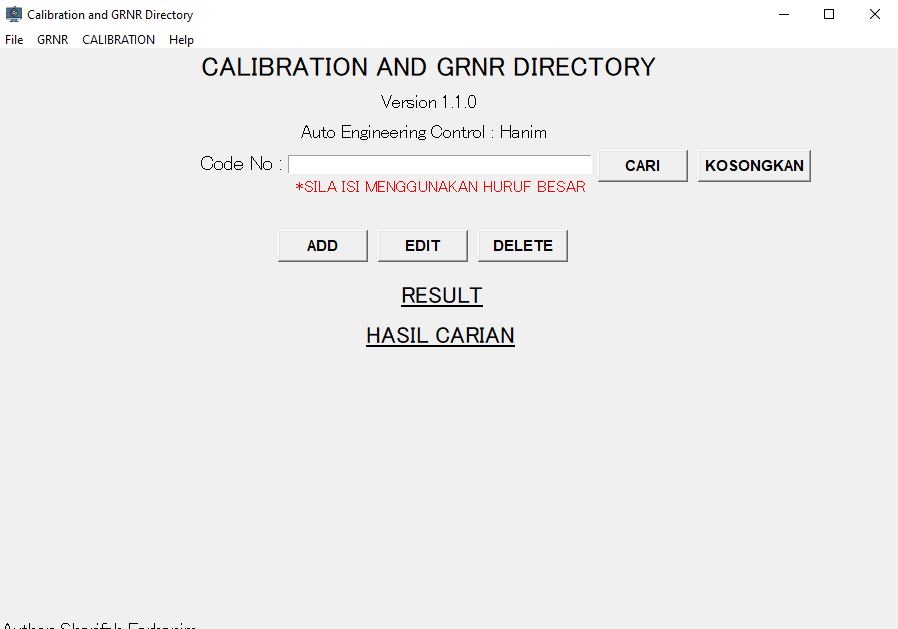 Calibration and GRNR Directory
File GRNR CALIBRATION Help
CALIBRATION AND GRNR DIRECTORY
Version 1.1.0
Auto Engineering Control : Hanim
Code No : CARI KOSONGKAN
*SILA ISI MENGGUNAKAN HURUF BESAR
ADD EDIT DELETE
RESULT
HASIL CARIAN